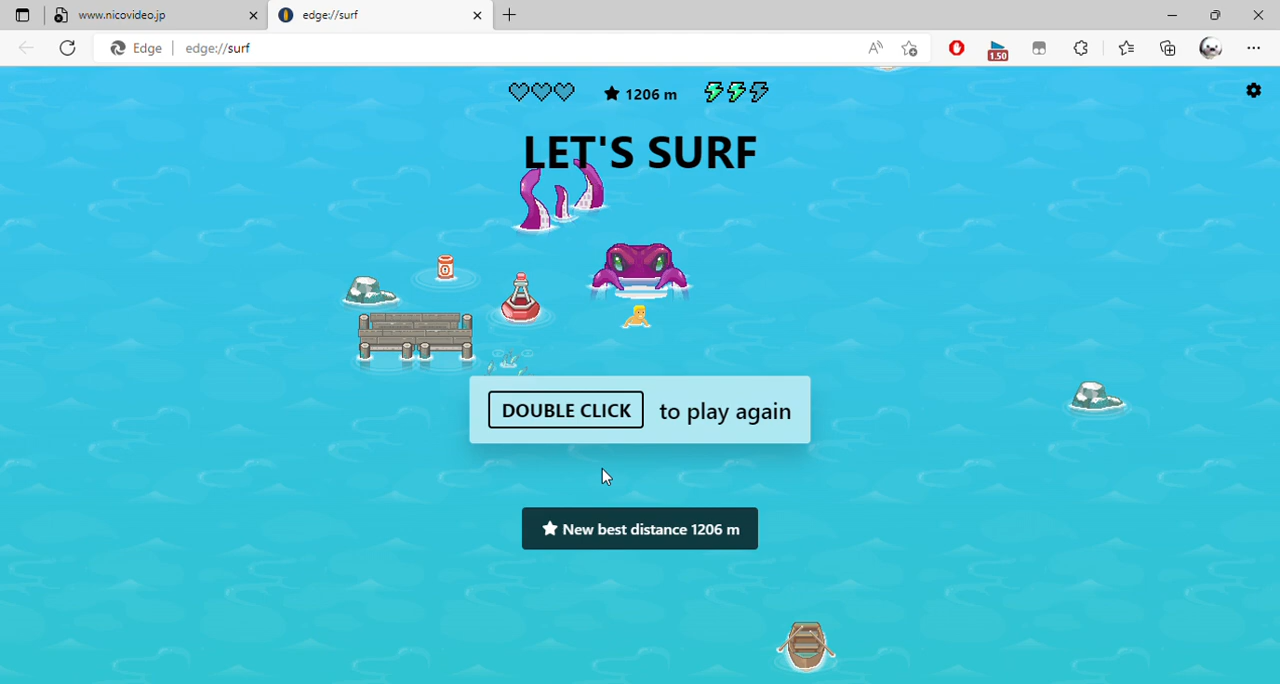 www.nicovideo.jp
edge://surf
Edge
edge://surf
1.50
1206 m
LET'S SURF
DOUBLE CLICK to play again
New best distance 1206 m